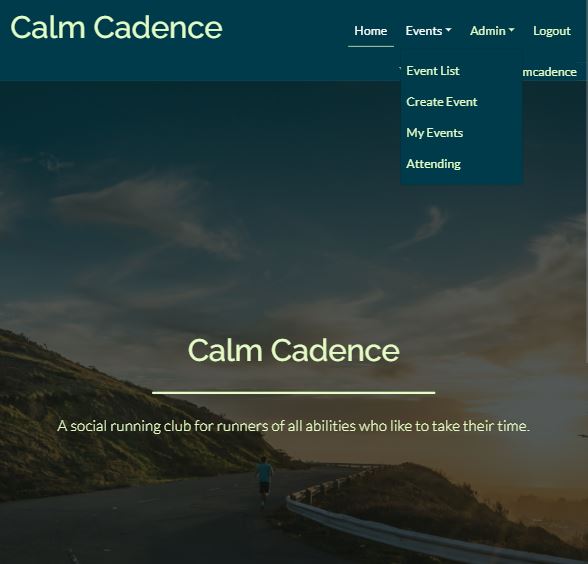 Calm Cadence
Home Events Admin Logout
Event List
mcadence
Create Event
My Events
Attending
Calm Cadence
A social running club for runners of all abilities who like to take their time.